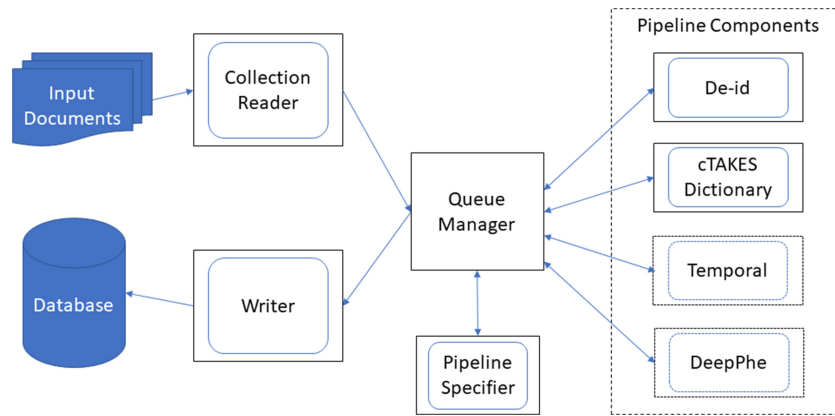 Pipeline Components
Input
Documents
Collection
Reader
De-id
cTAKES
Dictionary
Queue
Manager
Database
Writer
Temporal
Pipeline
Specifier
DeepPhe